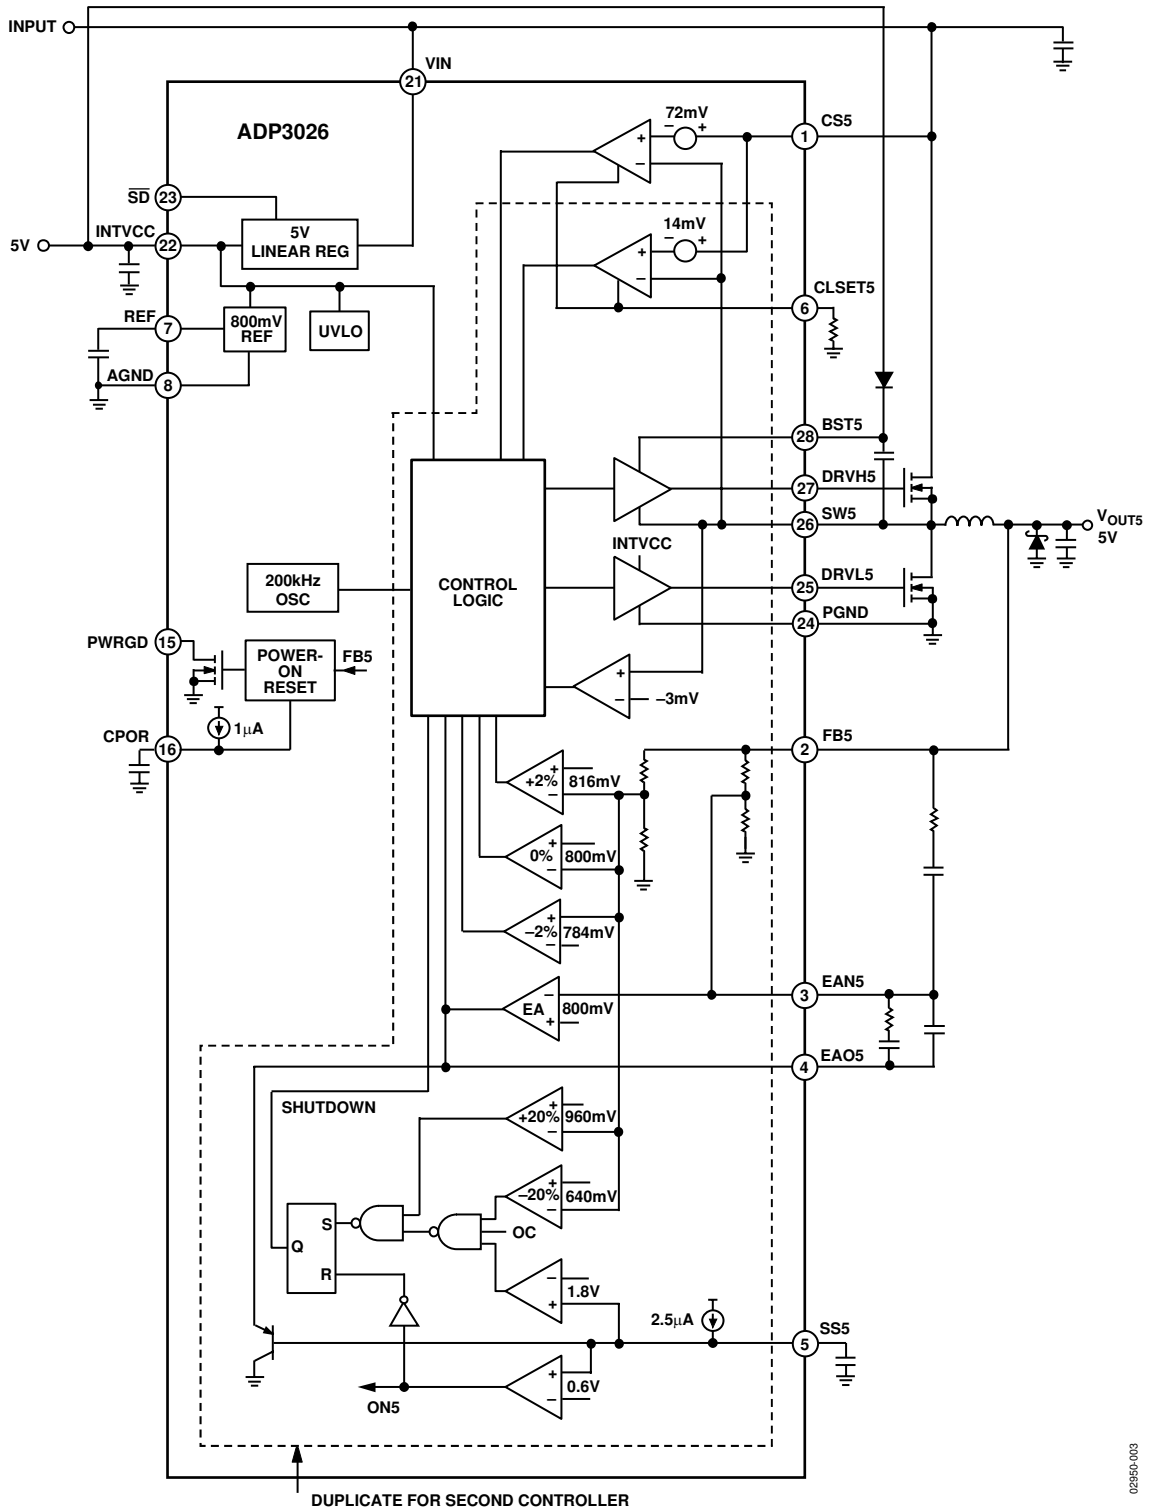 INPUT
VIN
21
ADP3026
72mV
− +
+
−
CS5
1
SD
23
14mV
− +
+
−
INTVCC
5V
22
5V
LINEAR REG
CLSET5
6
REF
7
800mV
REF
UVLO
AGND
8
BST5
28
DRVH5
27
SW5
26
VOUT5
5V
INTVCC
200kHz
OSC
CONTROL
LOGIC
DRVL5
25
PGND
24
PWRGD
15
POWER-
ON
RESET
FB5
+
−
−3mV
CPOR
16
1μA
FB5
2
+
+2%
−
816mV
+
0%
−
800mV
+
−2%
−
784mV
EAN5
3
−
EA
+
800mV
EAO5
4
SHUTDOWN
+
+20%
−
960mV
+
−20%
−
640mV
S
Q
R
OC
−
+
1.8V
2.5μA
SS5
5
+
−
0.6V
ON5
DUPLICATE FOR SECOND CONTROLLER
02950-003